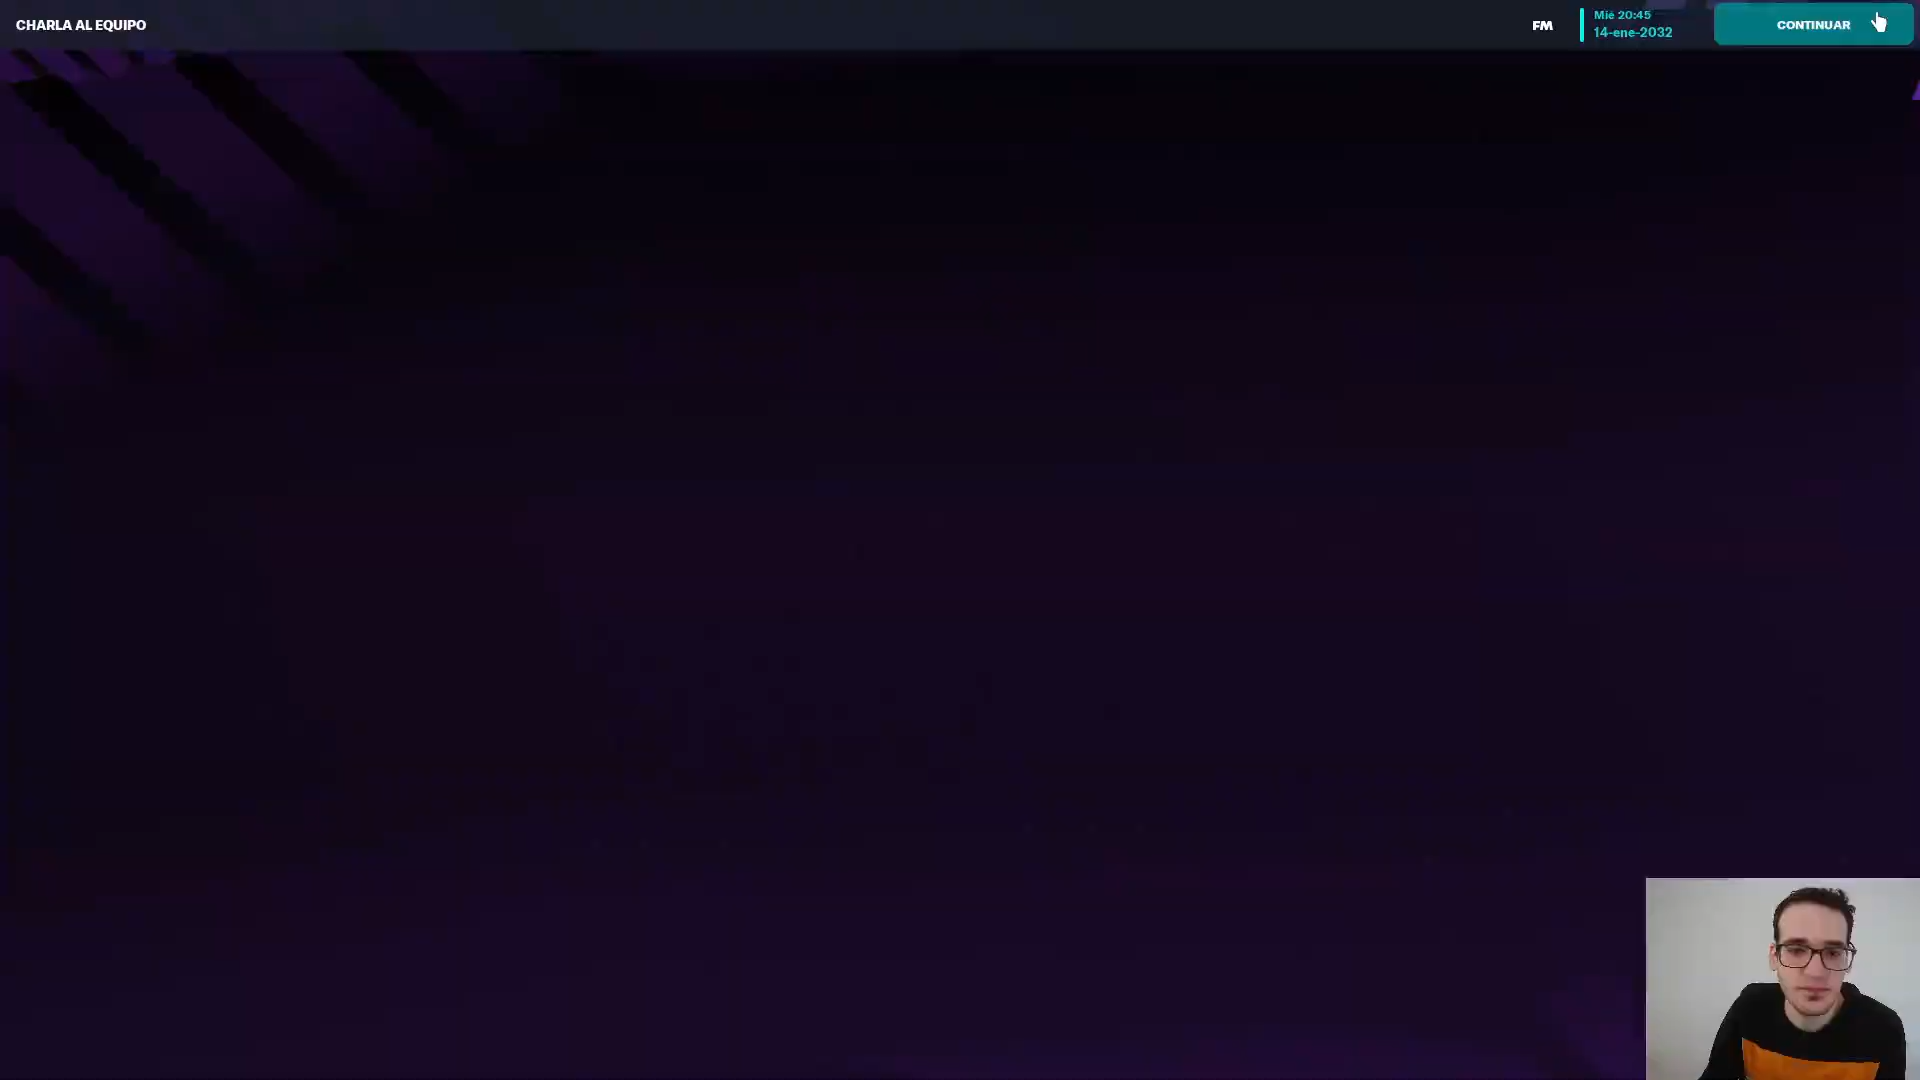 CHARLA AL EQUIPO
FM
Mié 20:45
14-ene-2032
CONTINUAR